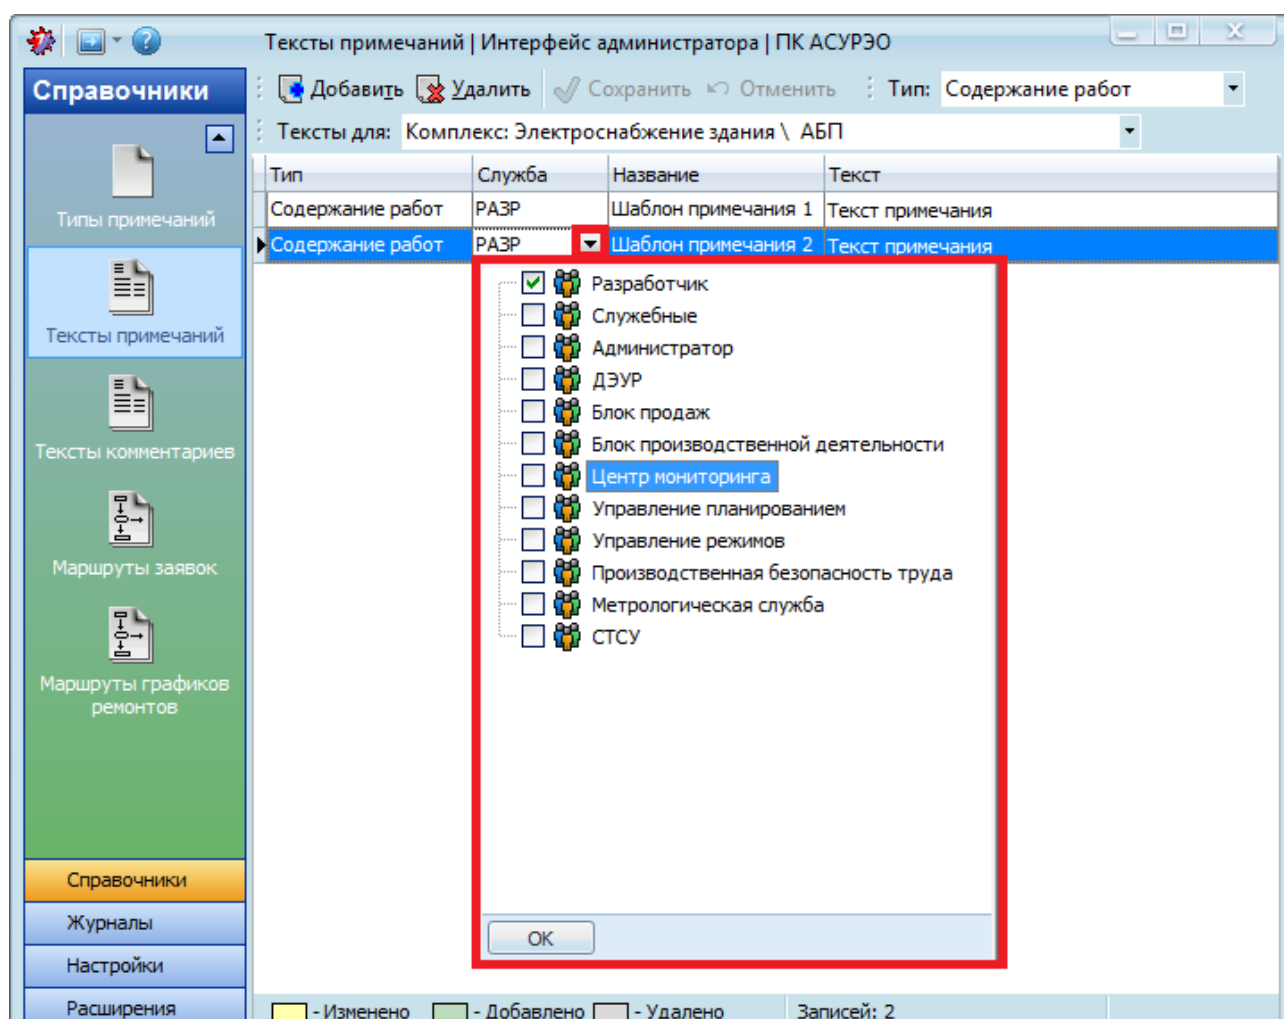 Тексты примечаний | Интерфейс администратора | ПК АСУРЭО
Справочники
Добавить Удалить Сохранить Отменить Тип: Содержание работ
Тексты для: Комплекс: Электроснабжение здания \ АБП
Тип Служба Название Текст
Содержание работ РАЗР Шаблон примечания 1 Текст примечания
Содержание работ РАЗР Шаблон примечания 2 Текст примечания
Типы примечаний
Тексты примечаний
Тексты комментариев
Маршруты заявок
Маршруты графиков
ремонтов
Разработчик
Служебные
Администратор
ДЭУР
Блок продаж
Блок производственной деятельности
Центр мониторинга
Управление планированием
Управление режимов
Производственная безопасность труда
Метрологическая служба
СТСУ
OK
Справочники
Журналы
Настройки
Расширения
- Изменено - Добавлено - Удалено Записей: 2